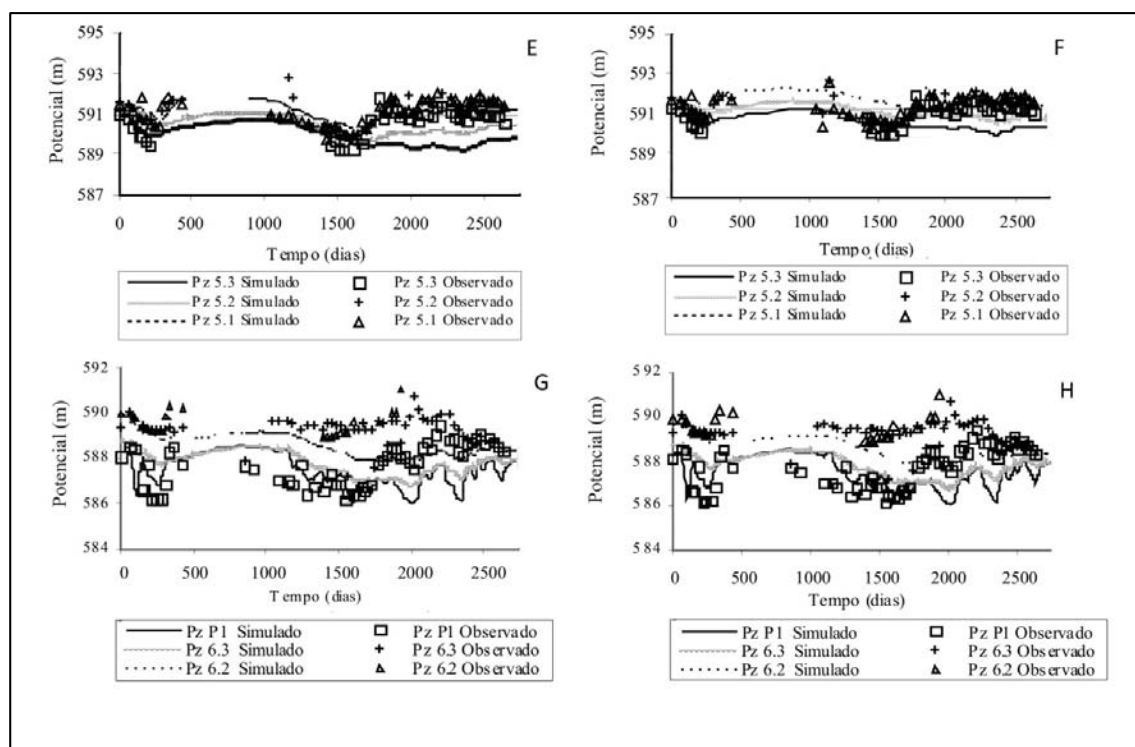 E
595
593
591
589
587
Potencial (m)
0 500 1000 1500 2000 2500
Tempo (dias)
Pz 5.3 Simulado Pz 5.3 Observado
Pz 5.2 Simulado Pz 5.2 Observado
Pz 5.1 Simulado Pz 5.1 Observado
F
595
593
591
589
587
Potencial (m)
0 500 1000 1500 2000 2500
Tempo (dias)
Pz 5.3 Simulado Pz 5.3 Observado
Pz 5.2 Simulado Pz 5.2 Observado
Pz 5.1 Simulado Pz 5.1 Observado
G
592
590
588
586
584
Potencial (m)
0 500 1000 1500 2000 2500
Tempo (dias)
Pz P1 Simulado Pz P1 Observado
Pz 6.3 Simulado Pz 6.3 Observado
Pz 6.2 Simulado Pz 6.2 Observado
H
592
590
588
586
584
Potencial (m)
0 500 1000 1500 2000 2500
Tempo (dias)
Pz P1 Simulado Pz P1 Observado
Pz 6.3 Simulado Pz 6.3 Observado
Pz 6.2 Simulado Pz 6.2 Observado